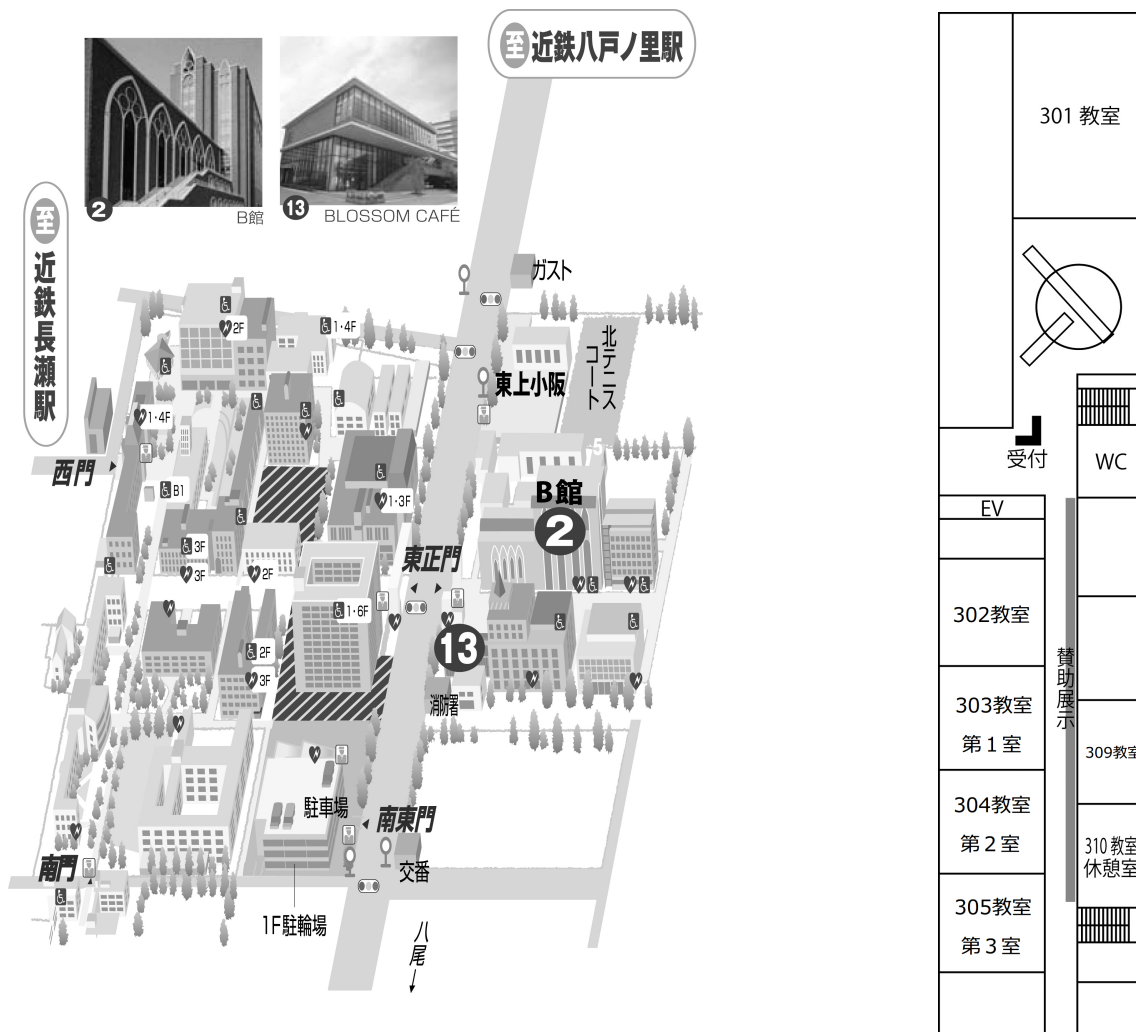 至 近鉄八戸ノ里駅
2
B館
13
BLOSSOM CAFÉ
至 近鉄長瀬駅
ガスト
2F
1・4F
北テニス
コート
東上小阪
1・4F
5
西門
B1
1・3F
B館
2
3F
3F
2F
東正門
1・6F
13
2F
3F
消防署
駐車場
南東門
南門
交番
1F駐輪場
八尾
301 教室
受付
WC
EV
302教室
賛助展示
303教室
第1室
309教室
304教室
第2室
310 教室
休憩室
305教室
第3室